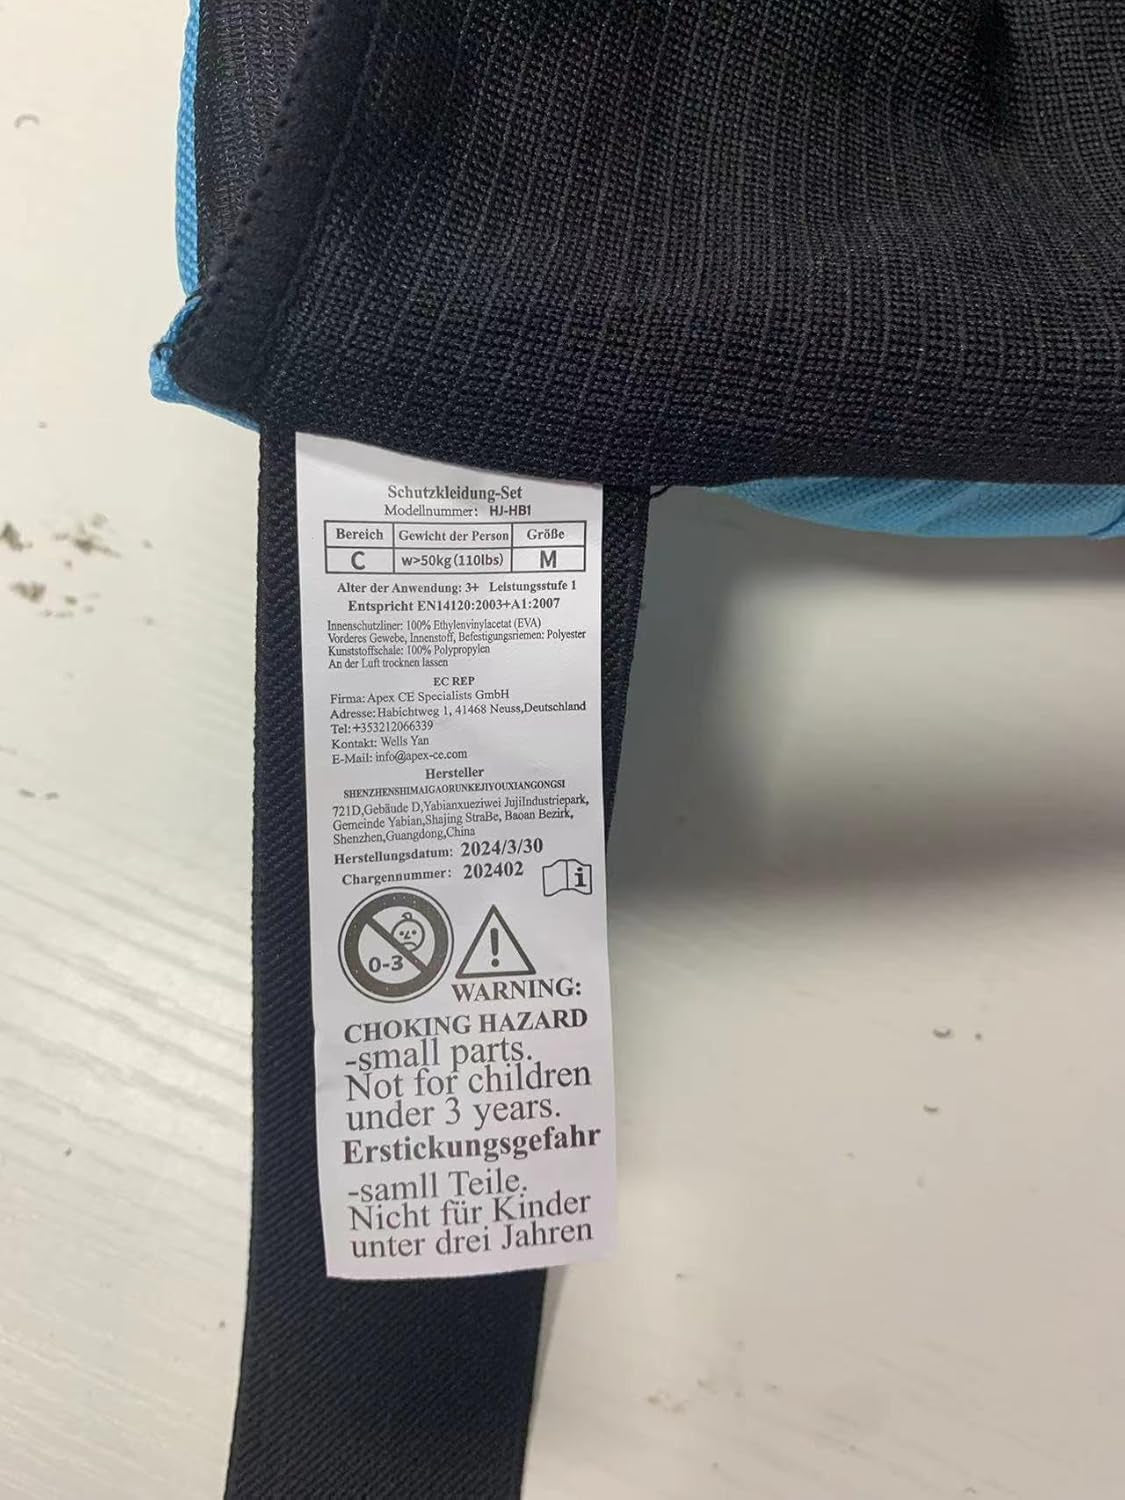 Schutzkleidung-Set
Modellnummer: HJ-HB1
Bereich Gewicht der Person Größe
C w>50kg (110lbs) M
Alter der Anwendung: 3+ Leistungsstufe 1
Entspricht EN14120:2003+A1:2007
Innenschutzliner: 100% Ethylenvinylacetat (EVA)
Vorderes Gewebe, Innenstoff, Befestigungsriemen: Polyester
Kunststoffschale: 100% Polypropylen
An der Luft trocknen lassen
EC REP
Firma: Apex CE Specialists GmbH
Adresse: Habichtweg 1, 41468 Neuss,Deutschland
Tel: +353212066339
Kontakt: Wells Yan
E-Mail: info@apex-ce.com
Hersteller
SHENZHENSHIMAIGAORUNKEJIYOUXIANGONGSI
721D,Gebäude D,Yabianxueziwei JujiIndustriepark,
Gemeinde Yabian,Shajing StraBe, Baoan Bezirk,
Shenzhen,Guangdong,China
Herstellungsdatum: 2024/3/30
Chargennummer: 202402
i
0-3
WARNING:
CHOKING HAZARD
-small parts.
Not for children
under 3 years.
Erstickungsgefahr
-samll Teile.
Nicht für Kinder
unter drei Jahren